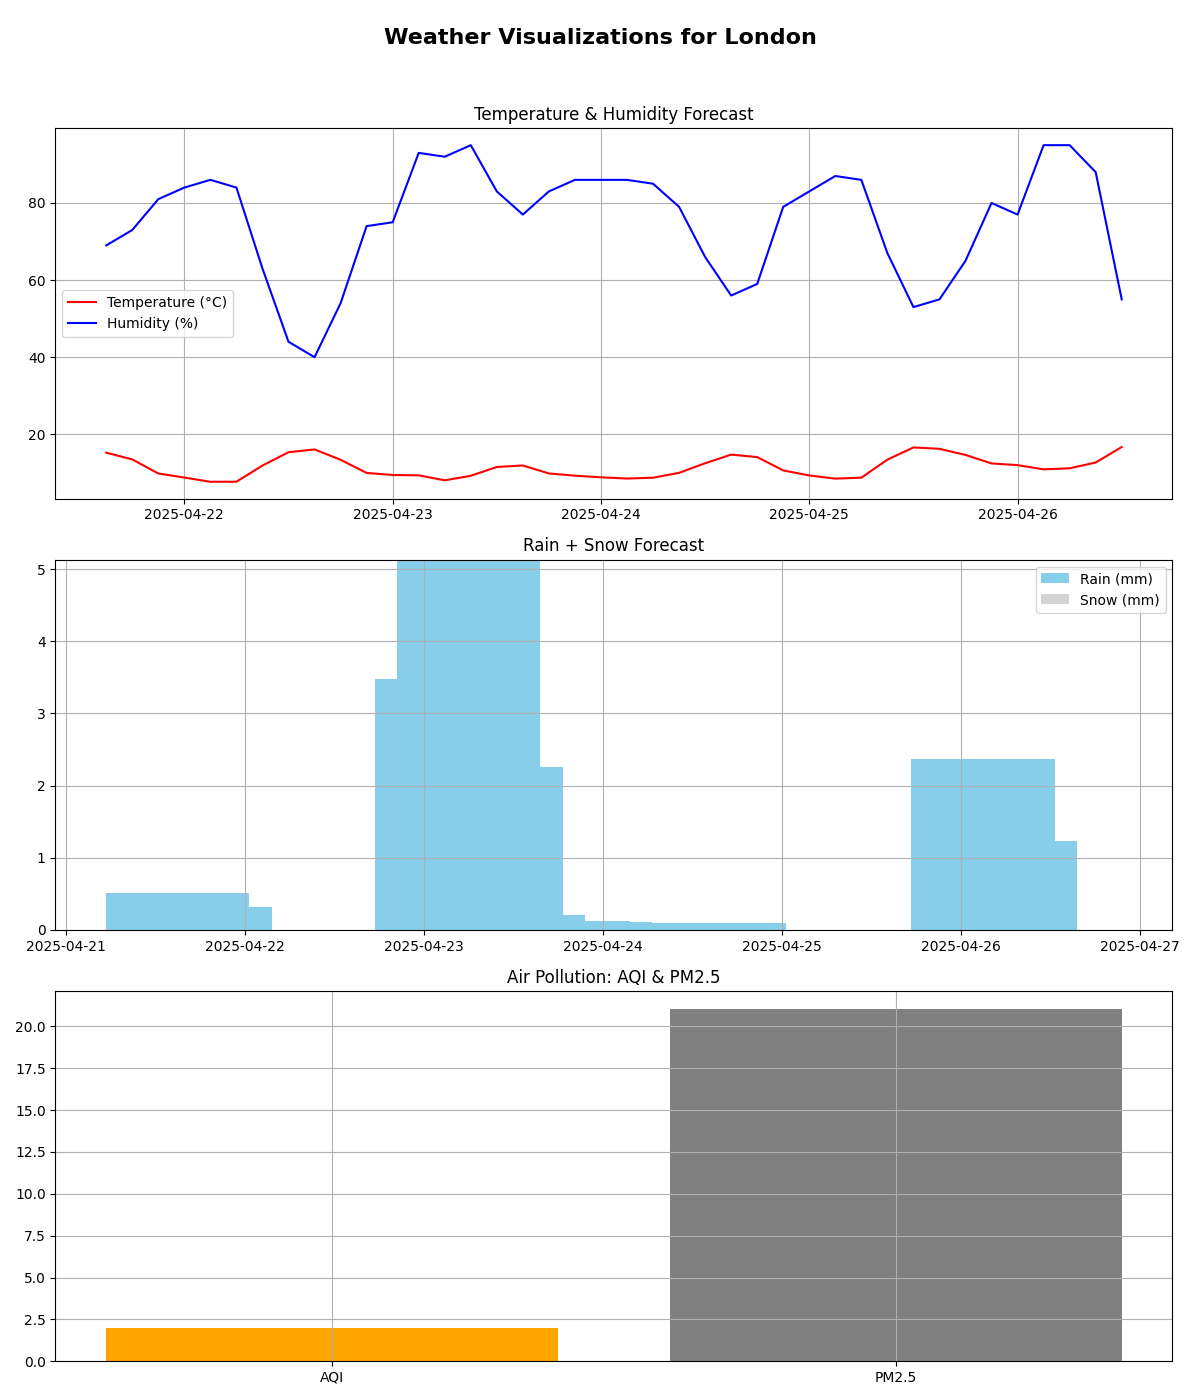 Weather Visualizations for London
Temperature & Humidity Forecast
80
60
40
20
Temperature (°C)
Humidity (%)
2025-04-22 2025-04-23 2025-04-24 2025-04-25 2025-04-26
Rain + Snow Forecast
5
4
3
2
1
0
Rain (mm)
Snow (mm)
2025-04-21 2025-04-22 2025-04-23 2025-04-24 2025-04-25 2025-04-26 2025-04-27
Air Pollution: AQI & PM2.5
20.0
17.5
15.0
12.5
10.0
7.5
5.0
2.5
0.0
AQI PM2.5